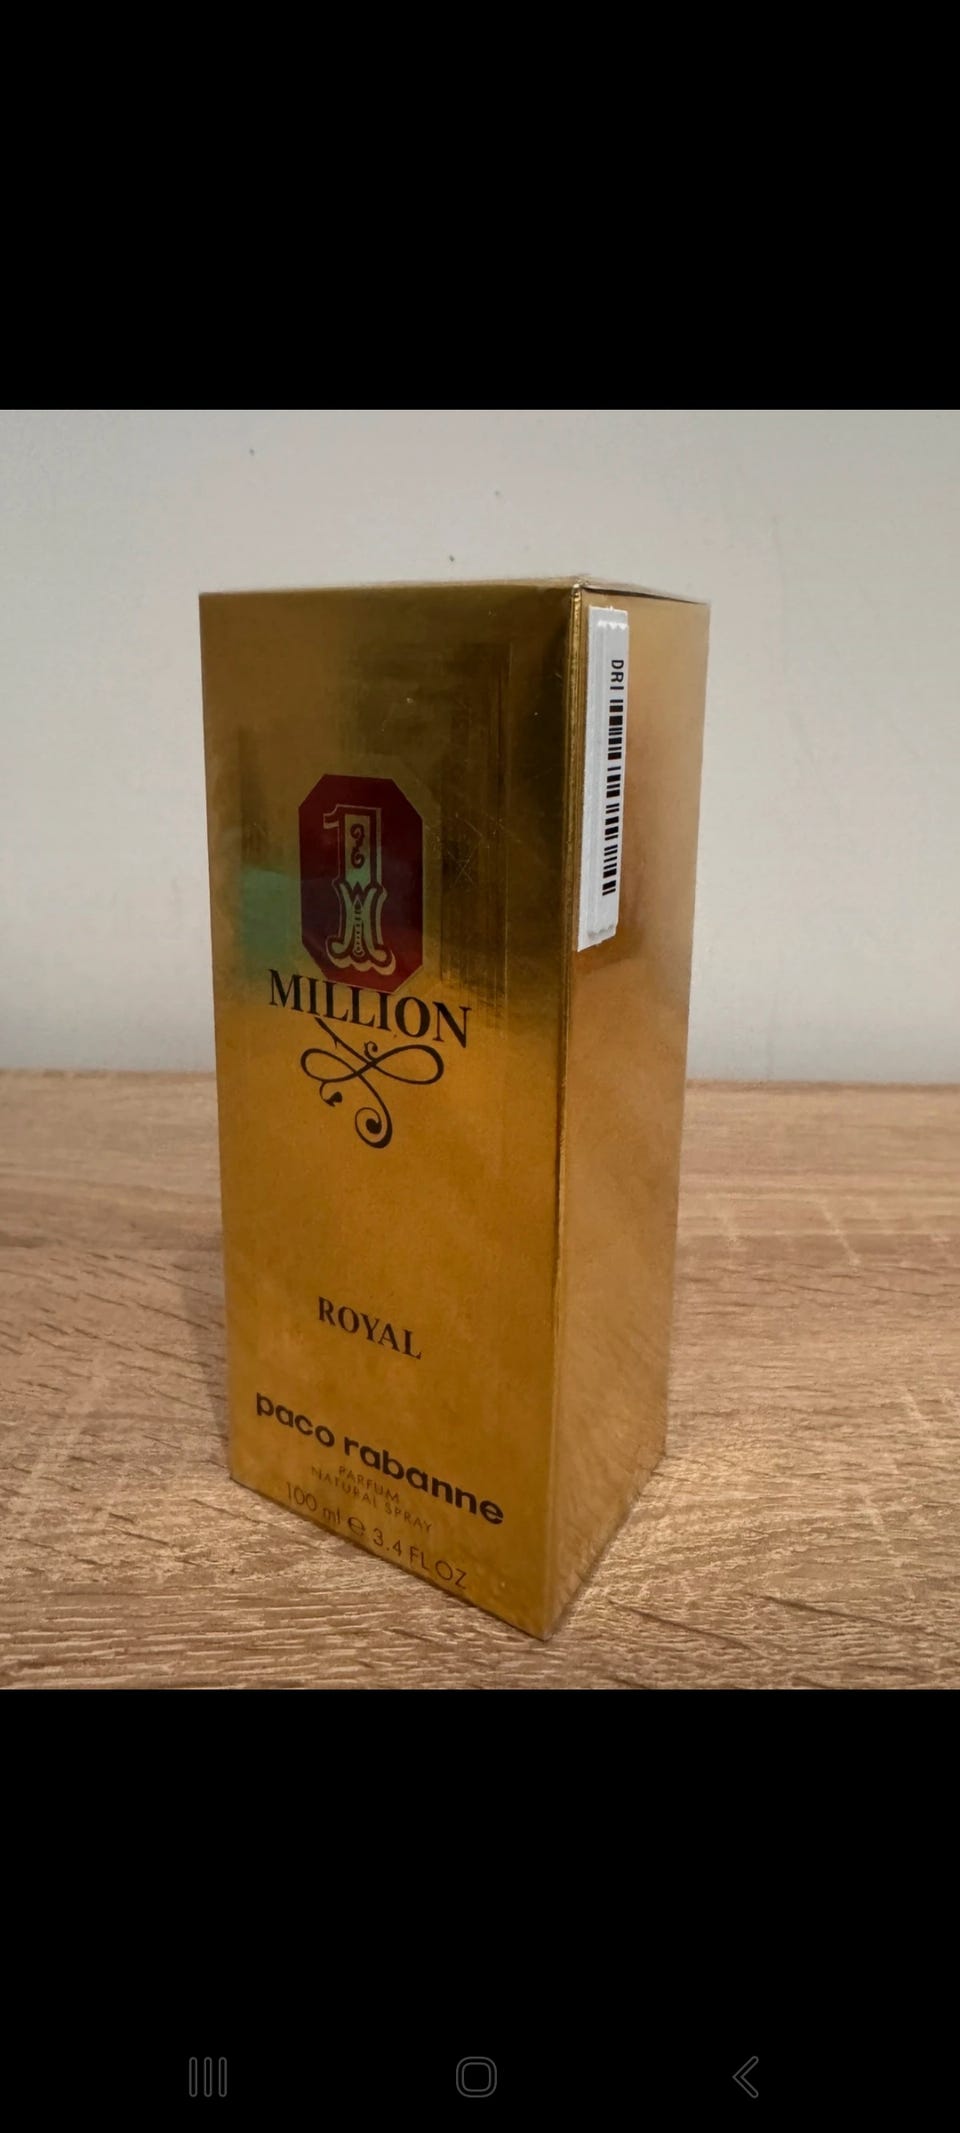 1
MILLION
ROYAL
paco rabanne
PARFUM
NATURAL SPRAY
100 ml ℮ 3.4 FL OZ
DRI